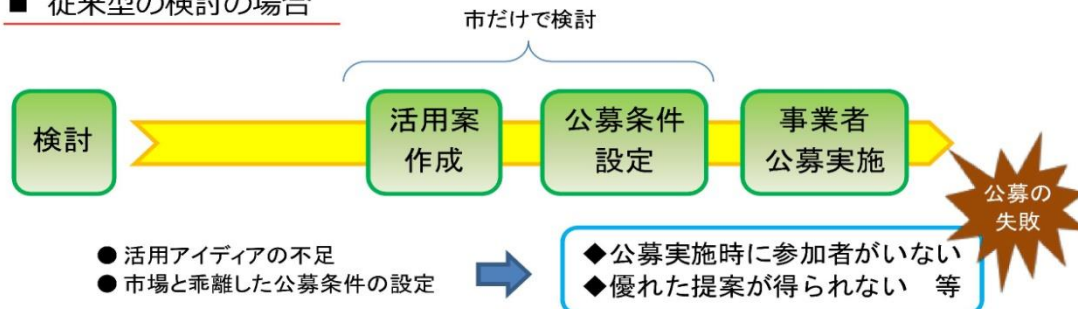 ■ 従来型の検討の場合
市だけで検討
検討
活用案
作成
公募条件
設定
事業者
公募実施
公募の
失敗
● 活用アイディアの不足
● 市場と乖離した公募条件の設定
◆公募実施時に参加者がいない
◆優れた提案が得られない 等